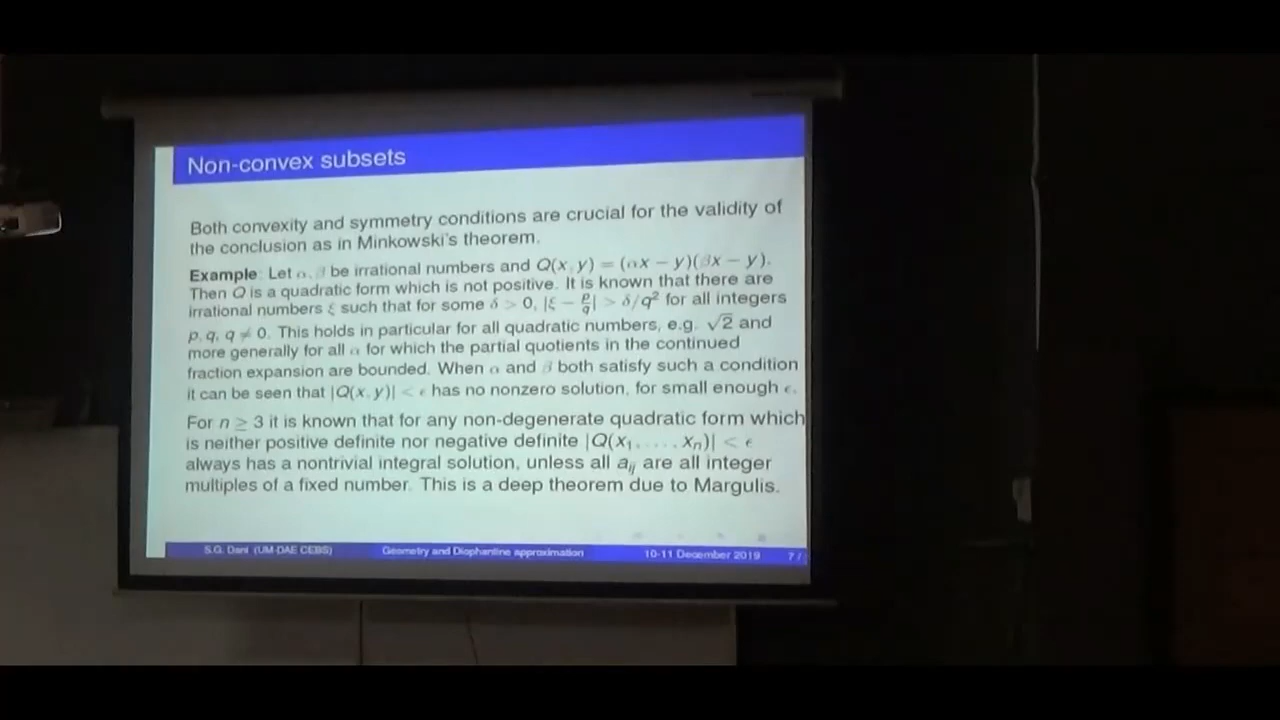 Non-convex subsets
Both convexity and symmetry conditions are crucial for the validity of
the conclusion as in Minkowski's theorem.
Example: Let α, β be irrational numbers and Q(x, y) = (αx − y)(βx − y).
Then Q is a quadratic form which is not positive. It is known that there are
irrational numbers ξ such that for some δ > 0, |ξ − p/q| > δ/q² for all integers
p, q, q ≠ 0. This holds in particular for all quadratic numbers, e.g. √2 and
more generally for all α for which the partial quotients in the continued
fraction expansion are bounded. When α and β both satisfy such a condition
it can be seen that |Q(x, y)| < ε has no nonzero solution, for small enough ε.
For n ≥ 3 it is known that for any non-degenerate quadratic form which
is neither positive definite nor negative definite |Q(x₁, . . . , xₙ)| < ε
always has a nontrivial integral solution, unless all aᵢⱼ are all integer
multiples of a fixed number. This is a deep theorem due to Margulis.
S.G. Dani (UM-DAE CEBS) Geometry and Diophantine approximation 10-11 December 2019 7 /